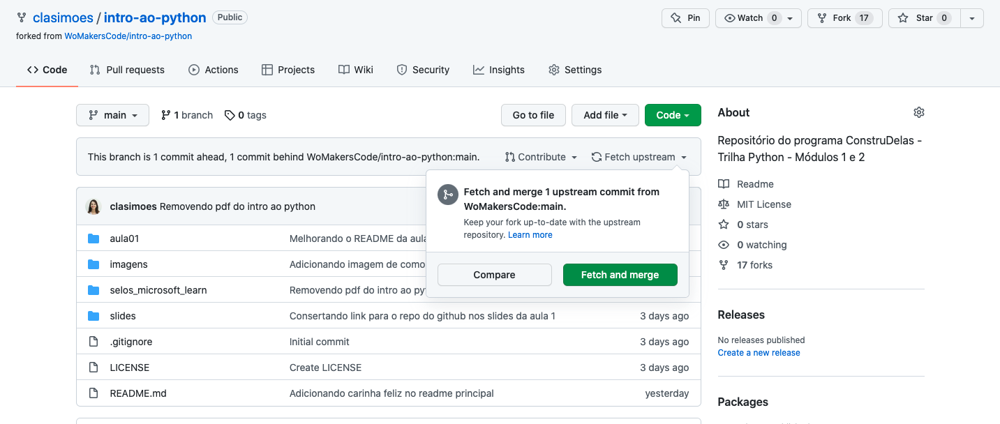 clasimoes / intro-ao-python Public
Pin Watch 0 Fork 17 Star 0
forked from WoMakersCode/intro-ao-python
Code Pull requests Actions Projects Wiki Security Insights Settings
main 1 branch 0 tags Go to file Add file Code
This branch is 1 commit ahead, 1 commit behind WoMakersCode/intro-ao-python:main. Contribute Fetch upstream
Fetch and merge 1 upstream commit from
WoMakersCode:main.
Keep your fork up-to-date with the upstream
repository. Learn more
Compare Fetch and merge
clasimoes Removendo pdf do intro ao python
aula01 Melhorando o README da
imagens Adicionando imagem de como
selos_microsoft_learn Removendo pdf do intro ao
slides Consertando link para o repo do github nos slides da aula 1 3 days ago
.gitignore Initial commit 3 days ago
LICENSE Create LICENSE 3 days ago
README.md Adicionando carinha feliz no readme principal yesterday
About
Repositório do programa ConstruDelas -
Trilha Python - Módulos 1 e 2
Readme
MIT License
0 stars
0 watching
17 forks
Releases
No releases published
Create a new release
Packages